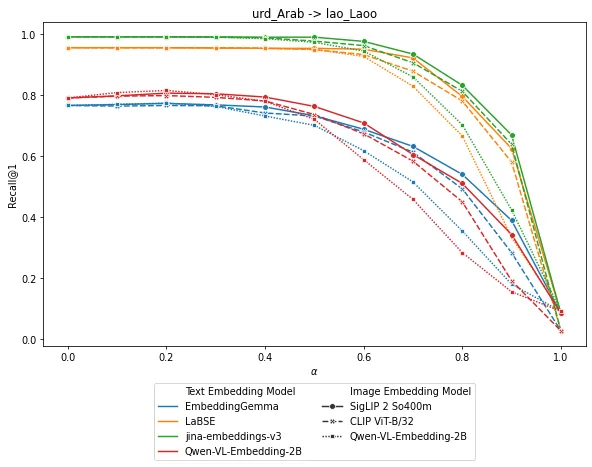 urd_Arab -> lao_Laoo
Recall@1
1.0
0.8
0.6
0.4
0.2
0.0
0.0 0.2 0.4 0.6 0.8 1.0
α
Text Embedding Model
EmbeddingGemma
LaBSE
jina-embeddings-v3
Qwen-VL-Embedding-2B
Image Embedding Model
SigLIP 2 So400m
CLIP ViT-B/32
Qwen-VL-Embedding-2B